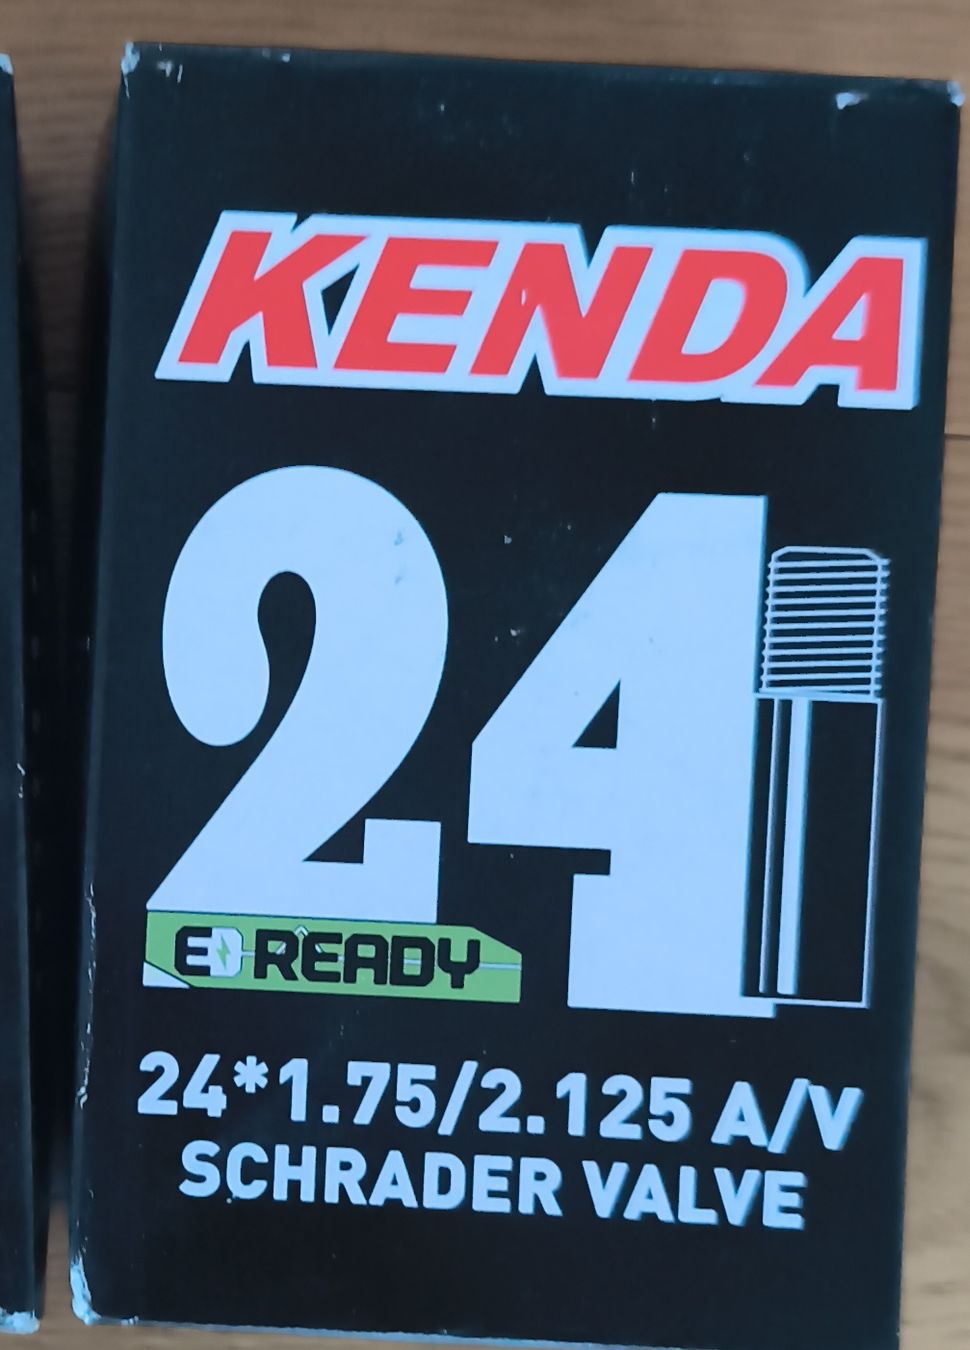 KENDA
24
E READY
24*1.75/2.125 A/V
SCHRADER VALVE